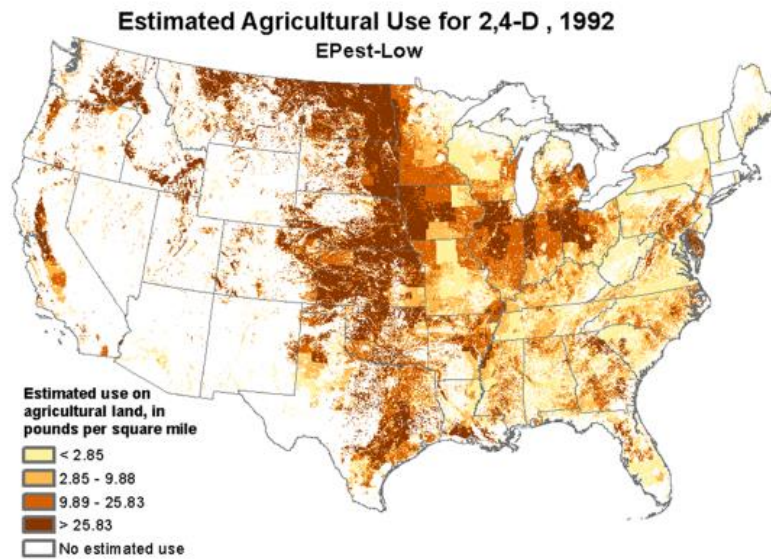 Estimated Agricultural Use for 2,4-D , 1992
EPest-Low
Estimated use on
agricultural land, in
pounds per square mile
< 2.85
2.85 - 9.88
9.89 - 25.83
> 25.83
No estimated use